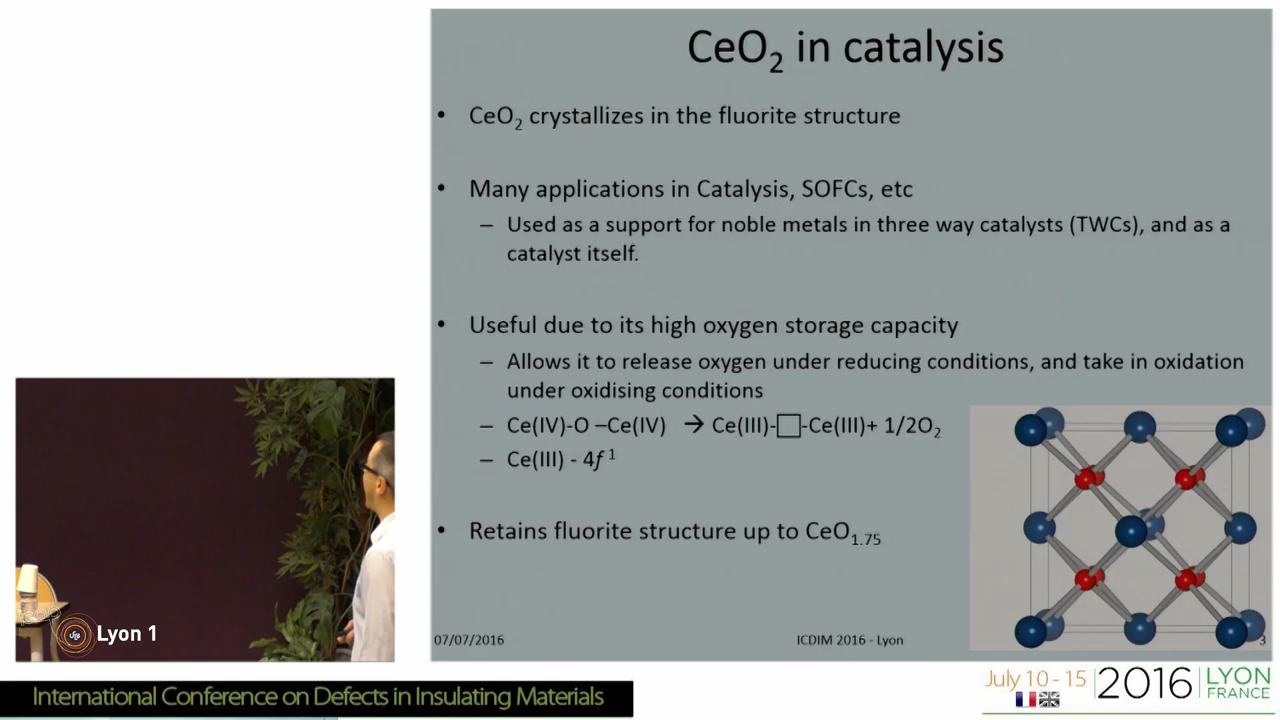 CeO2 in catalysis
• CeO2 crystallizes in the fluorite structure
• Many applications in Catalysis, SOFCs, etc
– Used as a support for noble metals in three way catalysts (TWCs), and as a
catalyst itself.
• Useful due to its high oxygen storage capacity
– Allows it to release oxygen under reducing conditions, and take in oxidation
under oxidising conditions
– Ce(IV)-O –Ce(IV) → Ce(III)-□-Ce(III)+ 1/2O2
– Ce(III) - 4f 1
• Retains fluorite structure up to CeO1.75
07/07/2016 ICDIM 2016 - Lyon 3
Lyon 1
International Conference on Defects in Insulating Materials
July 10 - 15 2016 LYON
FRANCE